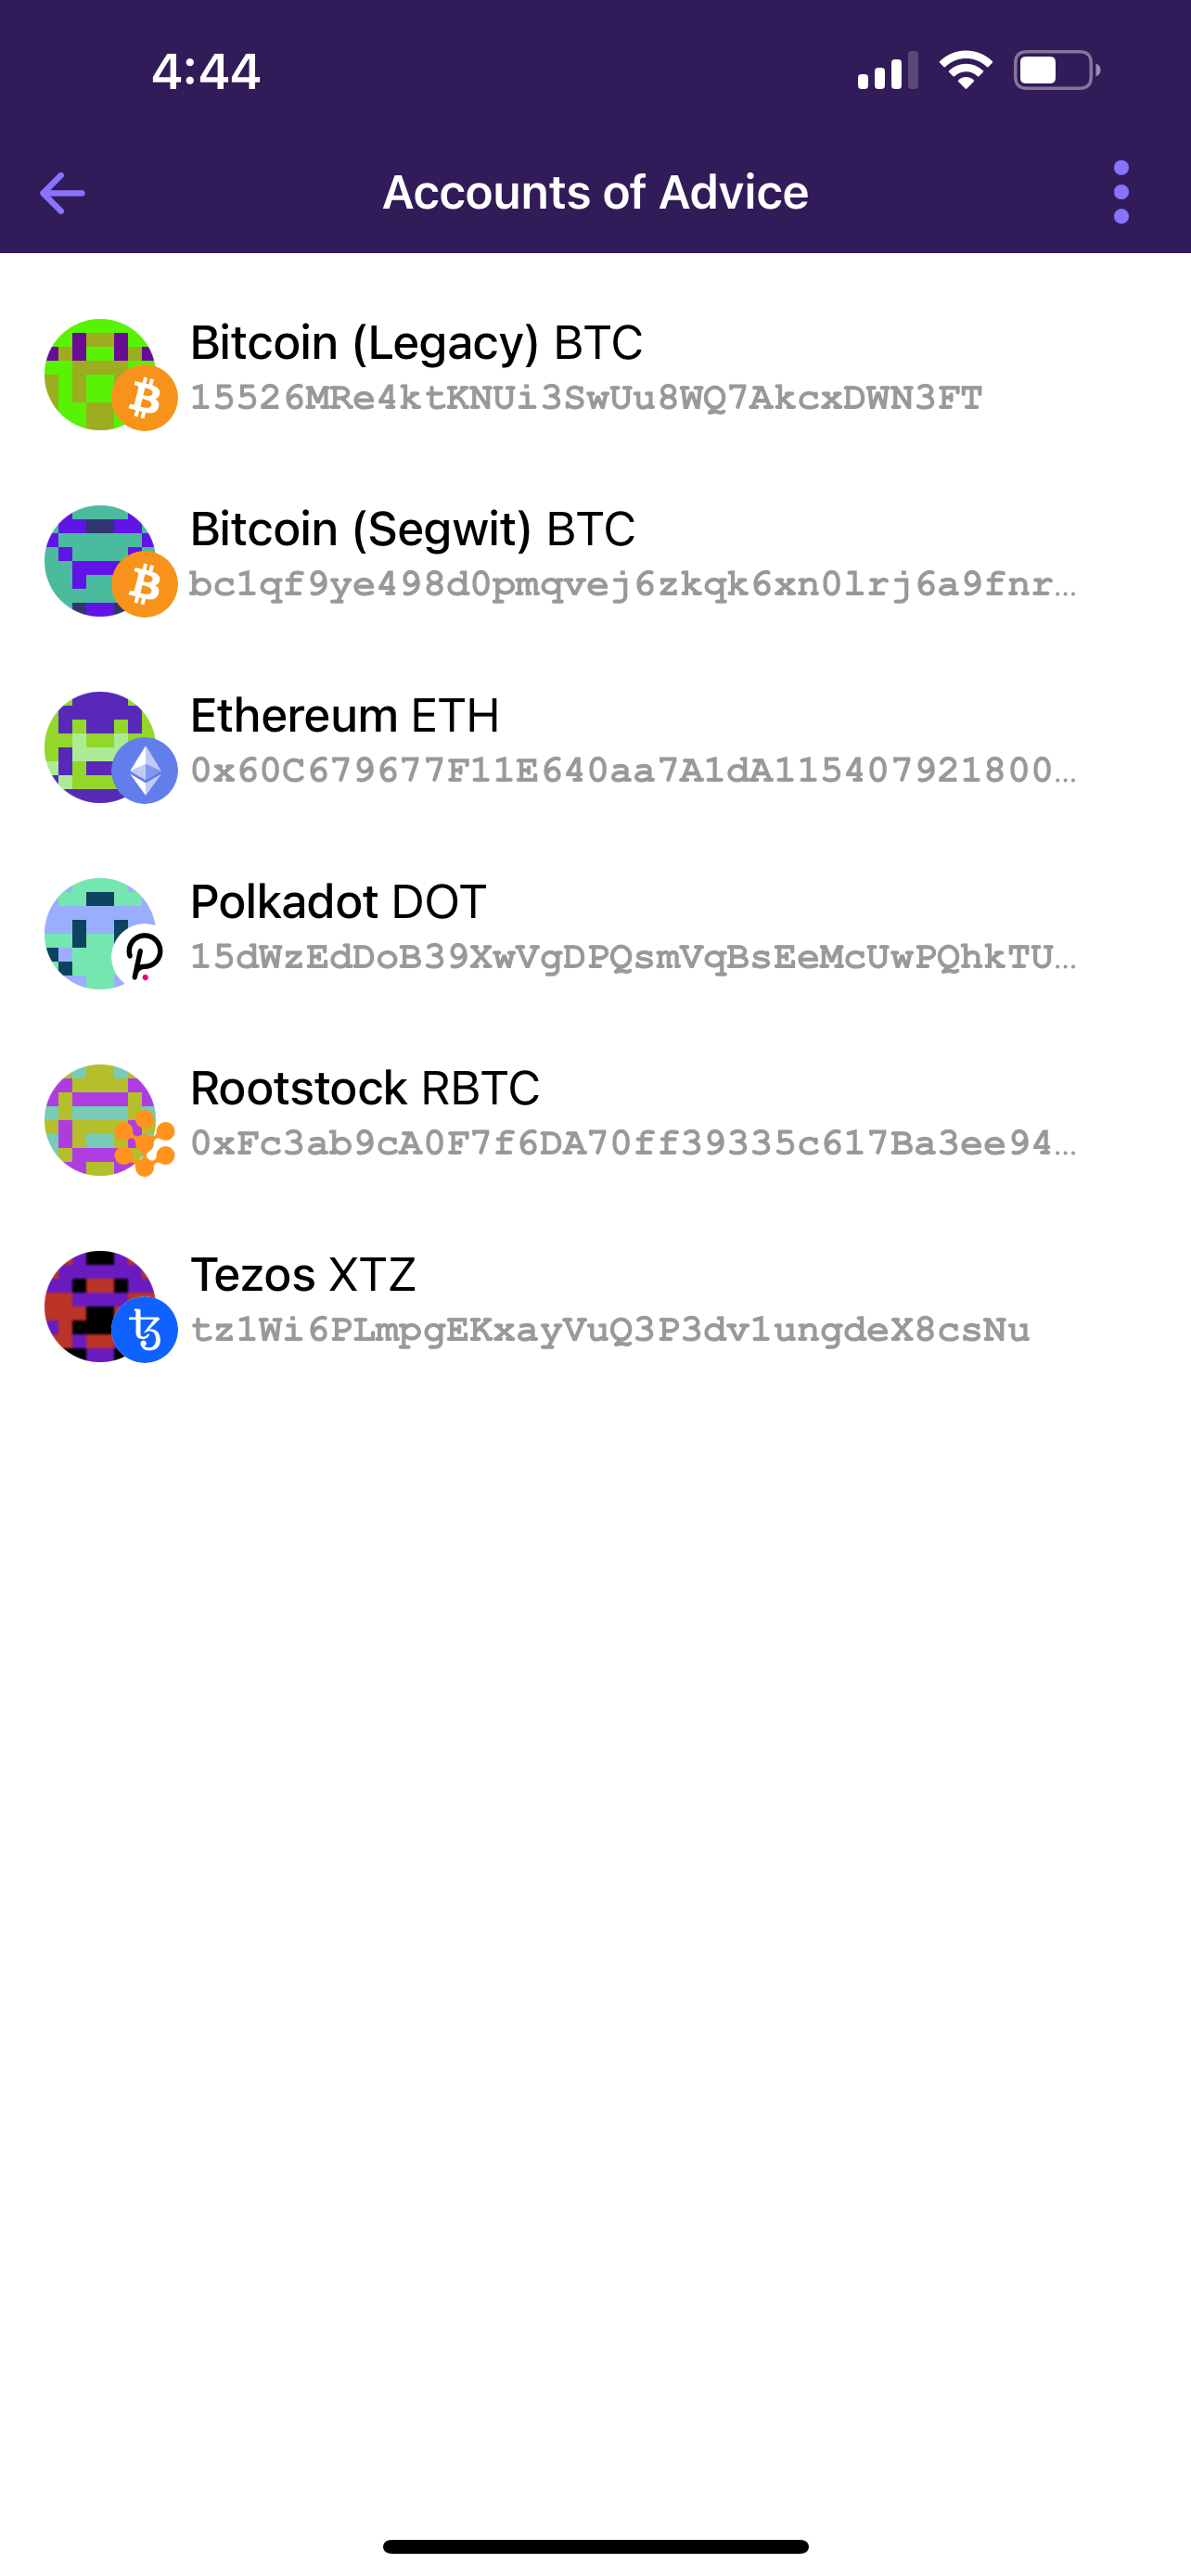 4:44
Accounts of Advice
Bitcoin (Legacy) BTC
15526MRe4ktKNUi3SwUu8WQ7AkcxDWN3FT
Bitcoin (Segwit) BTC
bc1qf9ye498d0pmqvej6zkqk6xn0lrj6a9fnr…
Ethereum ETH
0x60C679677F11E640aa7A1dA115407921800…
Polkadot DOT
15dWzEdDoB39XwVgDPQsmVqBsEeMcUwPQhkTU…
Rootstock RBTC
0xFc3ab9cA0F7f6DA70ff39335c617Ba3ee94…
Tezos XTZ
tz1Wi6PLmpgEKxayVuQ3P3dv1ungdeX8csNu